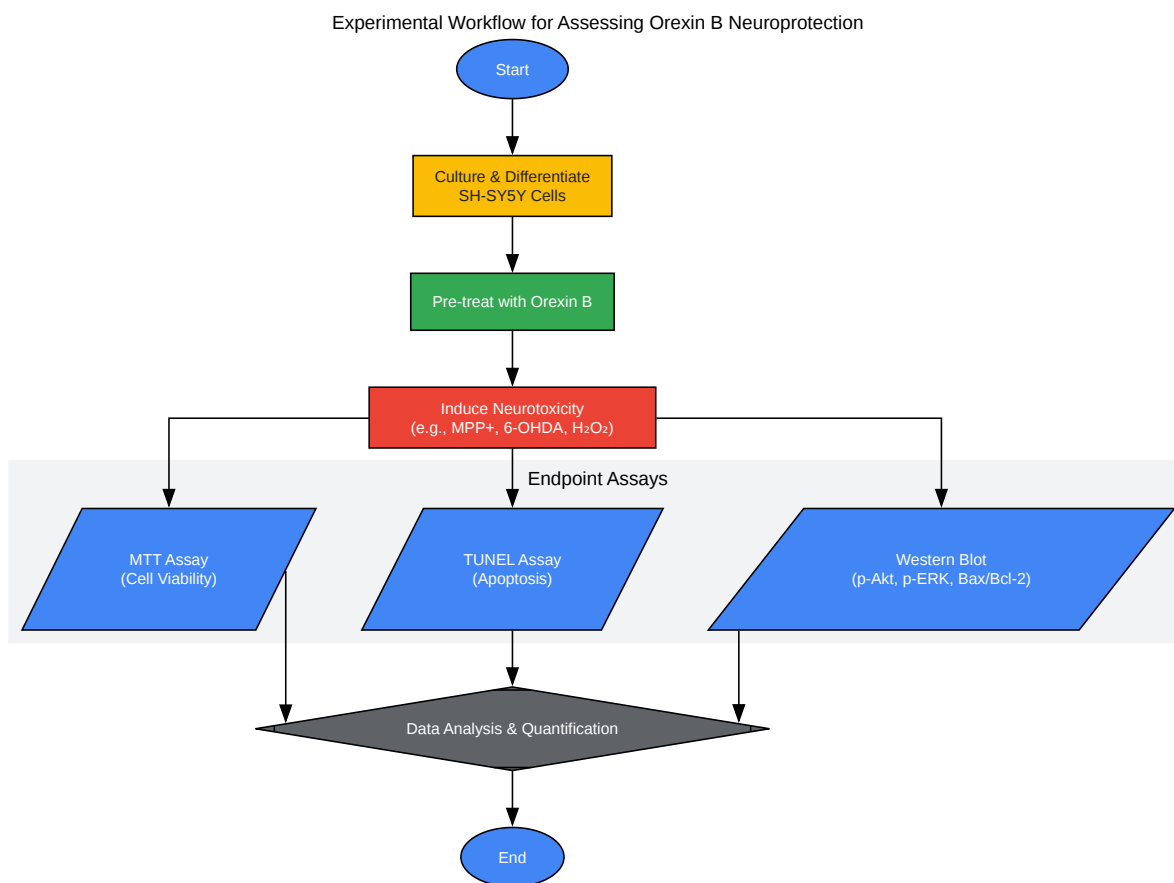 Experimental Workflow for Assessing Orexin B Neuroprotection
Start
Culture & Differentiate
SH-SY5Y Cells
Pre-treat with Orexin B
Induce Neurotoxicity
(e.g., MPP+, 6-OHDA, H₂O₂)
Endpoint Assays
MTT Assay
(Cell Viability)
TUNEL Assay
(Apoptosis)
Western Blot
(p-Akt, p-ERK, Bax/Bcl-2)
Data Analysis & Quantification
End